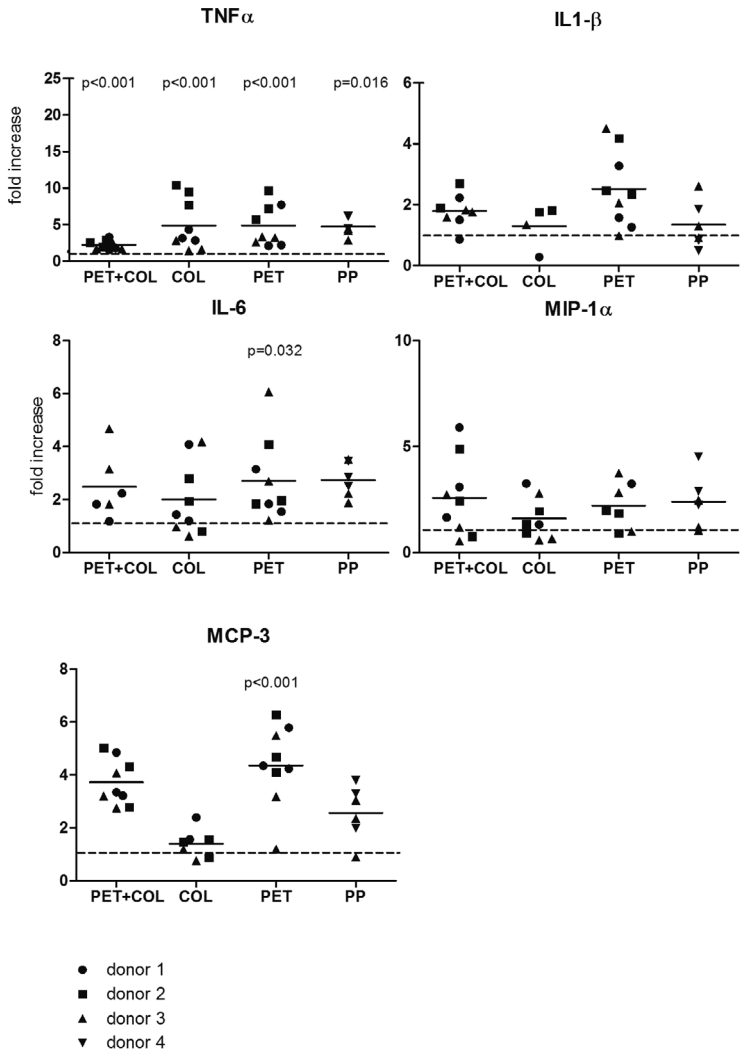 TNFα
IL1-β
fold increase
25
20
15
10
5
0
p<0.001 p<0.001 p<0.001 p=0.016
PET+COL COL PET PP
6
4
2
0
PET+COL COL PET PP
IL-6
MIP-1α
fold increase
8
6
4
2
0
p=0.032
PET+COL COL PET PP
10
5
0
PET+COL COL PET PP
MCP-3
8
6
4
2
0
p<0.001
PET+COL COL PET PP
donor 1
donor 2
donor 3
donor 4